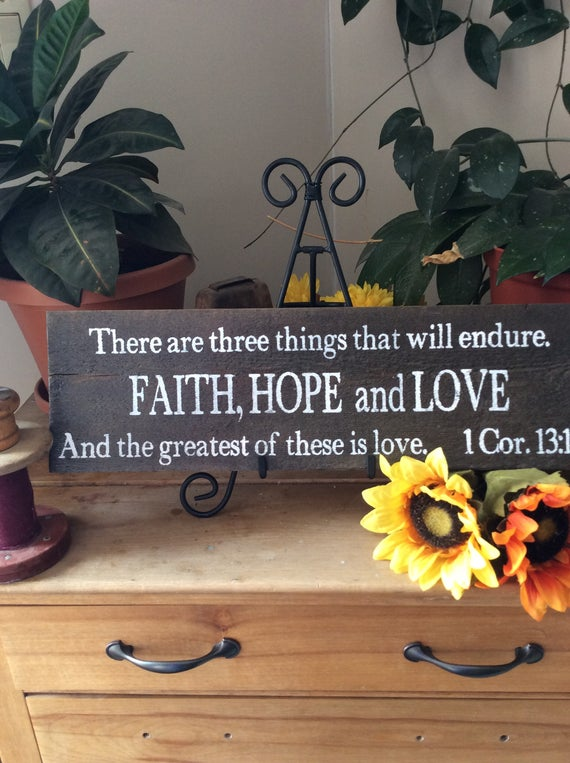 There are three things that will endure.
FAITH, HOPE and LOVE
And the greatest of these is love. 1 Cor. 13:1